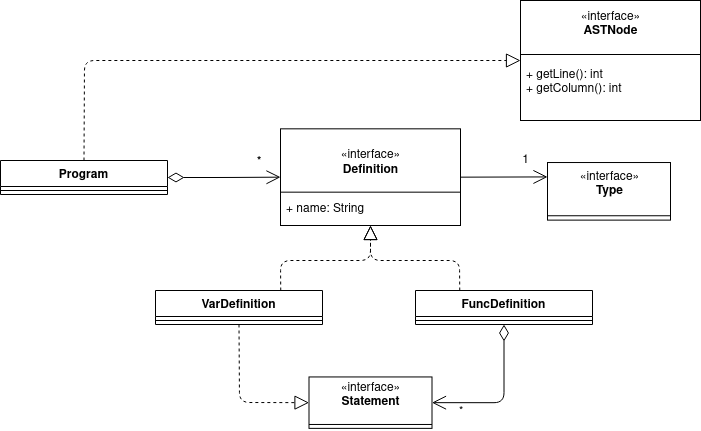 «interface»
ASTNode
+ getLine(): int
+ getColumn(): int
Program
*
«interface»
Definition
+ name: String
1
«interface»
Type
VarDefinition
FuncDefinition
«interface»
Statement
*